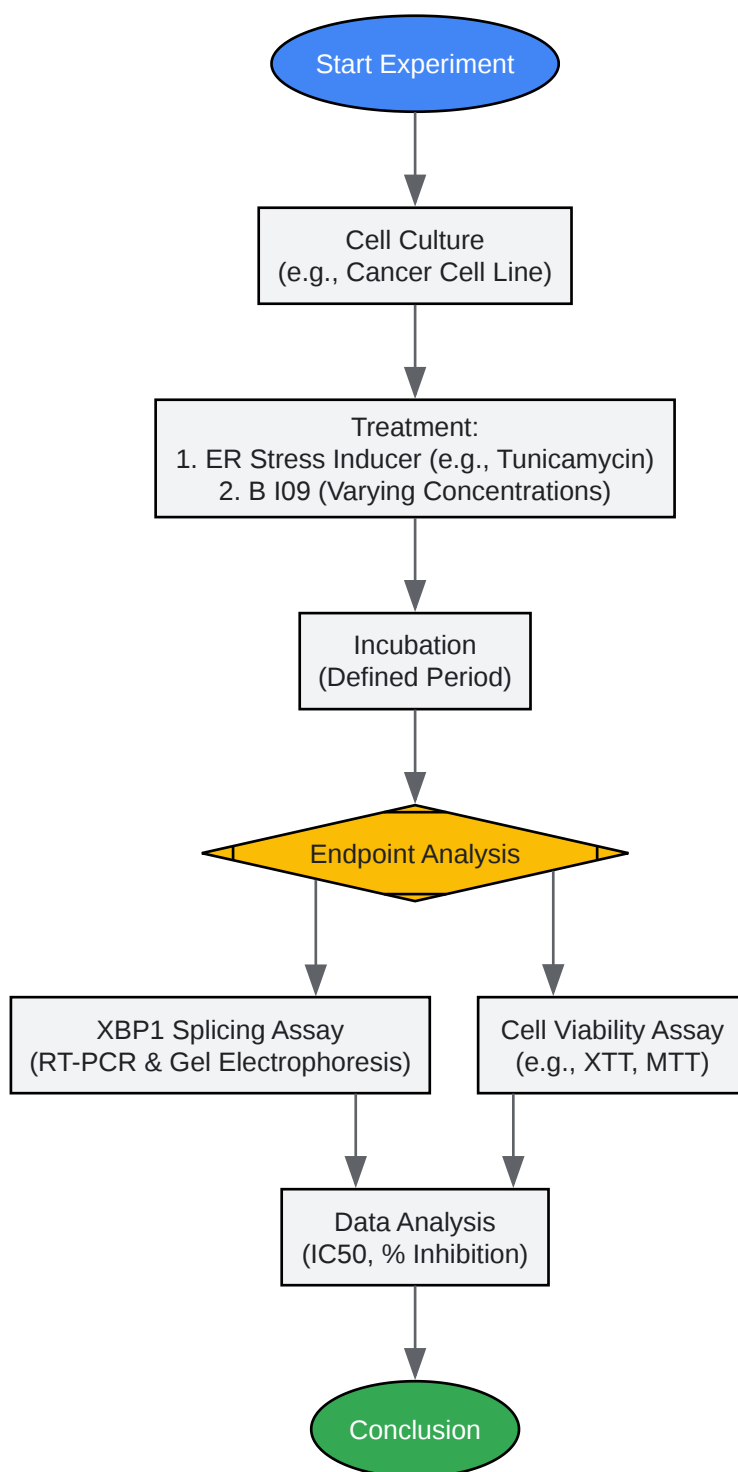 Start Experiment
Cell Culture
(e.g., Cancer Cell Line)
Treatment:
1. ER Stress Inducer (e.g., Tunicamycin)
2. B I09 (Varying Concentrations)
Incubation
(Defined Period)
Endpoint Analysis
XBP1 Splicing Assay
(RT-PCR & Gel Electrophoresis)
Cell Viability Assay
(e.g., XTT, MTT)
Data Analysis
(IC50, % Inhibition)
Conclusion